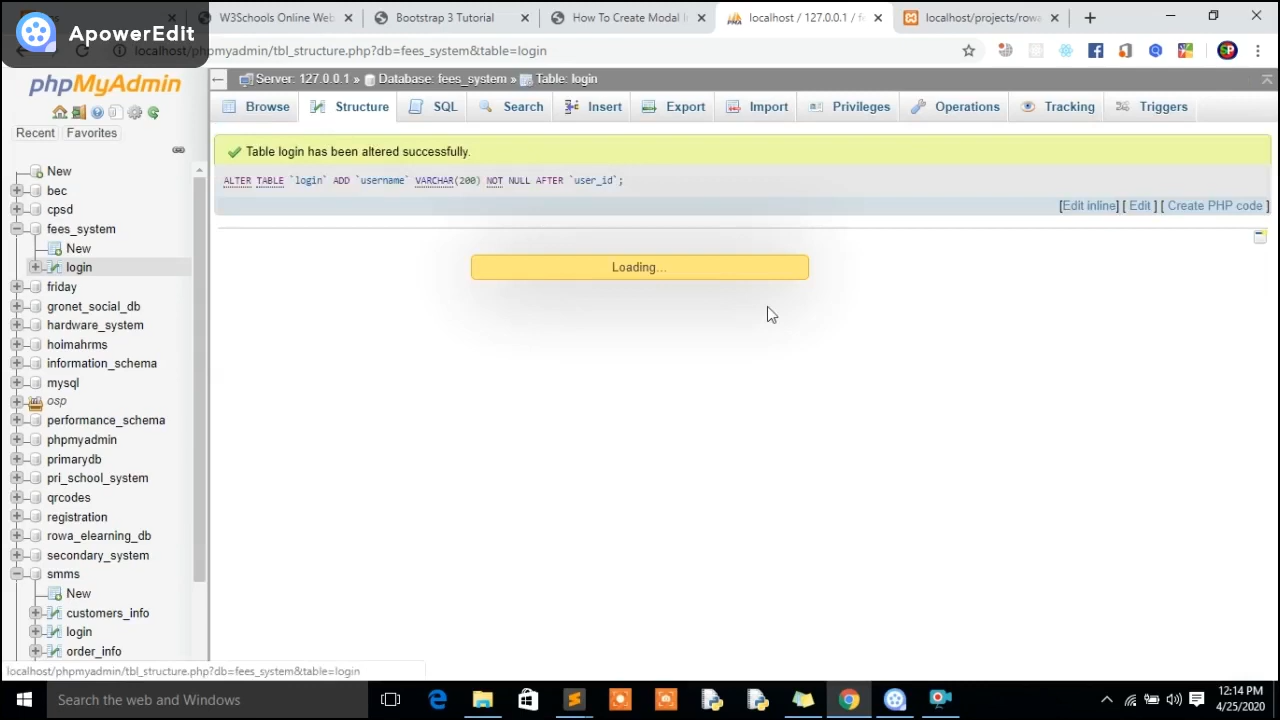 W3Schools Online Web
Bootstrap 3 Tutorial
How To Create Modal I
localhost / 127.0.0.1 / fe
localhost/projects/rowa
ApowerEdit
localhost/phpmyadmin/tbl_structure.php?db=fees_system&table=login
phpMyAdmin
Recent
Favorites
Server: 127.0.0.1 » Database: fees_system » Table: login
Browse
Structure
SQL
Search
Insert
Export
Import
Privileges
Operations
Tracking
Triggers
Table login has been altered successfully.
ALTER TABLE `login` ADD `username` VARCHAR(200) NOT NULL AFTER `user_id`;
[Edit inline] [ Edit ] [ Create PHP code ]
Loading...
New
bec
cpsd
fees_system
New
login
friday
gronet_social_db
hardware_system
hoimahrms
information_schema
mysql
osp
performance_schema
phpmyadmin
primarydb
pri_school_system
qrcodes
registration
rowa_elearning_db
secondary_system
smms
New
customers_info
login
order_info
localhost/phpmyadmin/tbl_structure.php?db=fees_system&table=login
Search the web and Windows
12:14 PM
4/25/2020